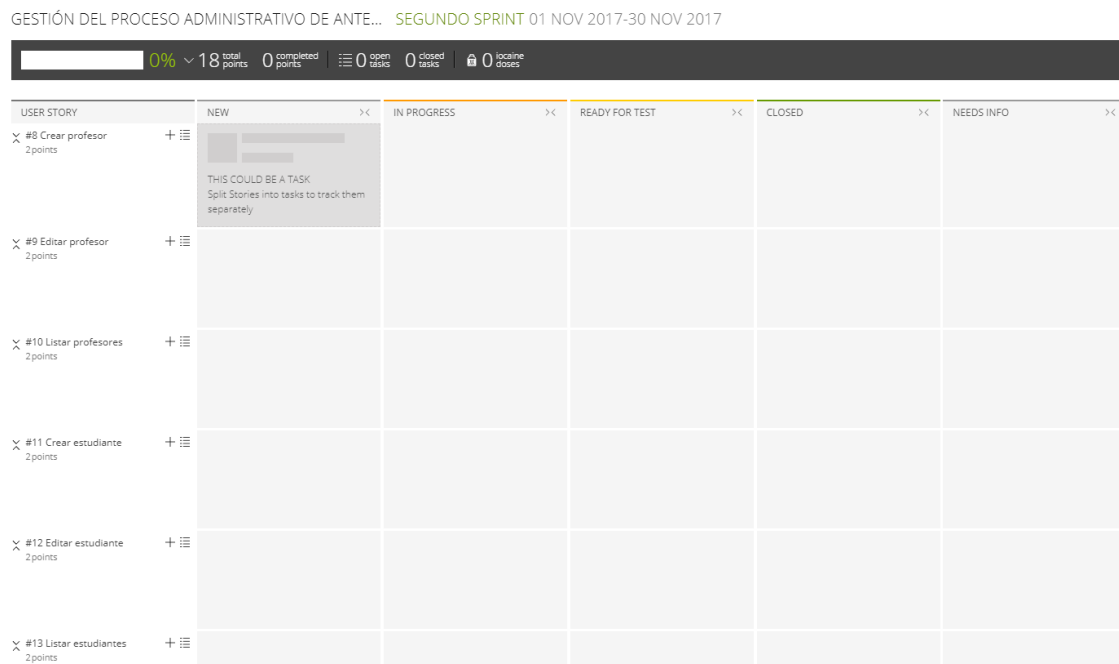 GESTIÓN DEL PROCESO ADMINISTRATIVO DE ANTE... SEGUNDO SPRINT 01 NOV 2017-30 NOV 2017
0% 18 total points 0 completed points 0 open tasks 0 closed tasks 0 iocaine doses
USER STORY NEW IN PROGRESS READY FOR TEST CLOSED NEEDS INFO
#8 Crear profesor
2 points
THIS COULD BE A TASK
Split Stories into tasks to track them
separately
#9 Editar profesor
2 points
#10 Listar profesores
2 points
#11 Crear estudiante
2 points
#12 Editar estudiante
2 points
#13 Listar estudiantes
2 points